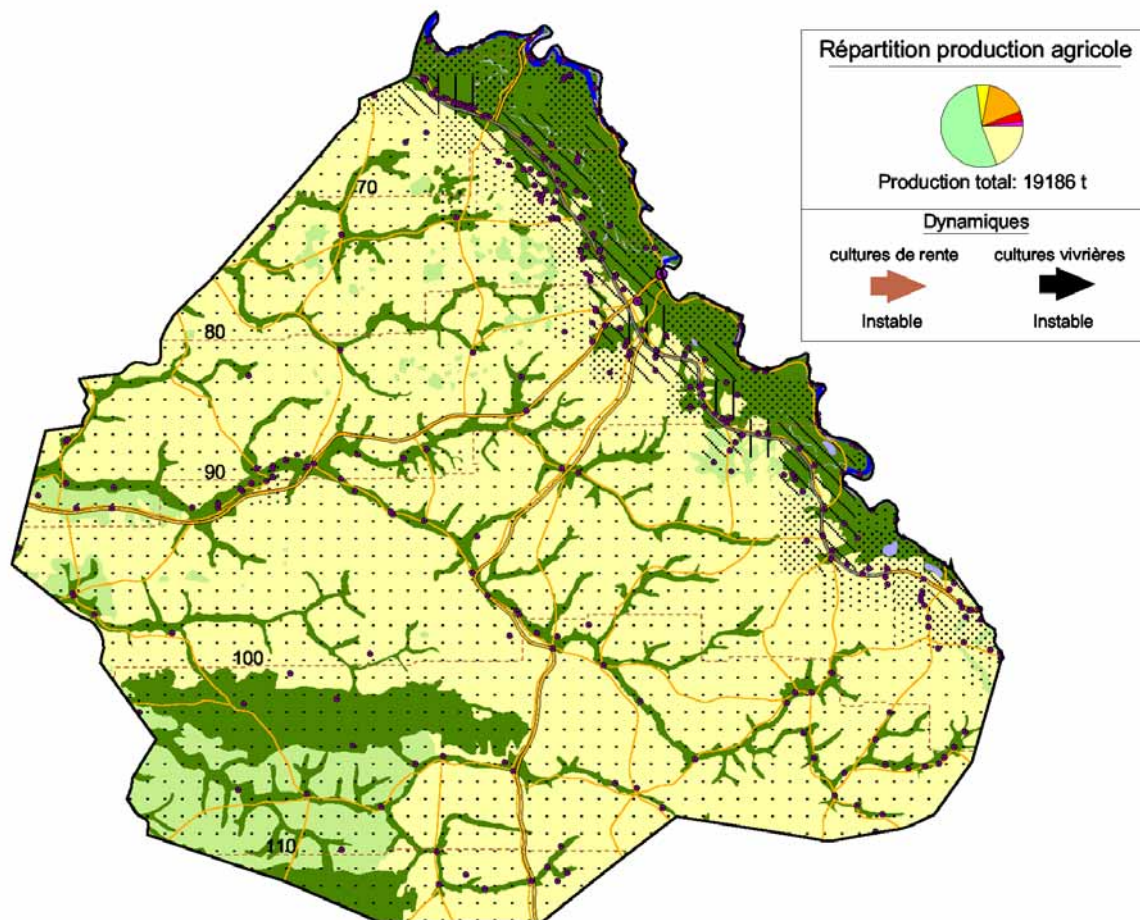 Répartition production agricole
Production total: 19186 t
Dynamiques
cultures de rente cultures vivrières
Instable Instable
70
80
90
100
110